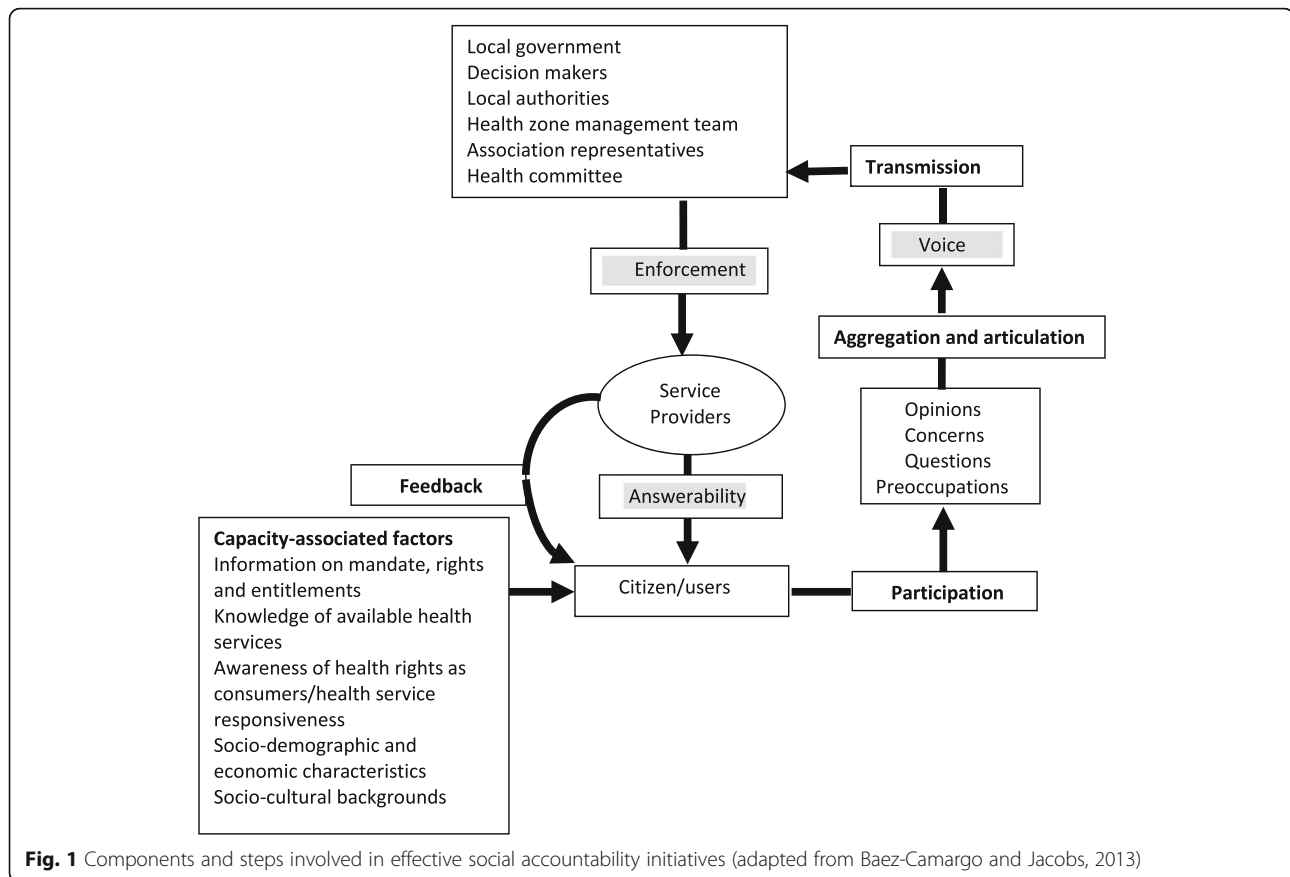 Local government
Decision makers
Local authorities
Health zone management team
Association representatives
Health committee
Transmission
Voice
Enforcement
Aggregation and articulation
Service
Providers
Opinions
Concerns
Questions
Preoccupations
Feedback
Answerability
Capacity-associated factors
Information on mandate, rights
and entitlements
Knowledge of available health
services
Awareness of health rights as
consumers/health service
responsiveness
Socio-demographic and
economic characteristics
Socio-cultural backgrounds
Citizen/users
Participation
Fig. 1 Components and steps involved in effective social accountability initiatives (adapted from Baez-Camargo and Jacobs, 2013)